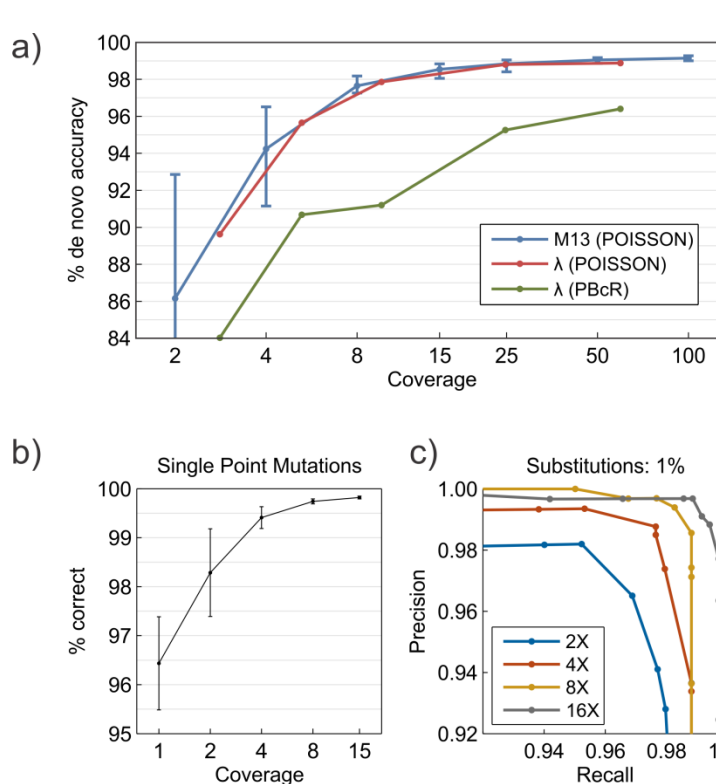 a)
100
98
96
94
92
90
88
86
84
% de novo accuracy
M13 (POISSON)
λ (POISSON)
λ (PBcR)
2 4 8 15 25 50 100
Coverage
b)
Single Point Mutations
100
99
98
97
96
95
% correct
1 2 4 8 15
Coverage
c)
Substitutions: 1%
1.00
0.98
0.96
0.94
0.92
Precision
2X
4X
8X
16X
0.94 0.96 0.98 1
Recall